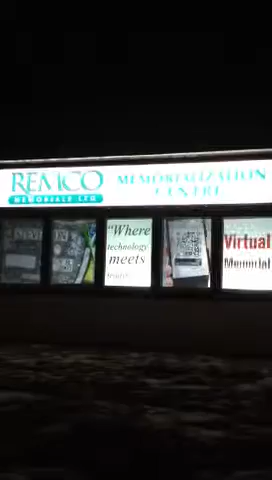 REMCO
MEMORIALS LTD
MEMORIALIZATION
CENTRE
"Where
technology
meets
Virtual
Memorial